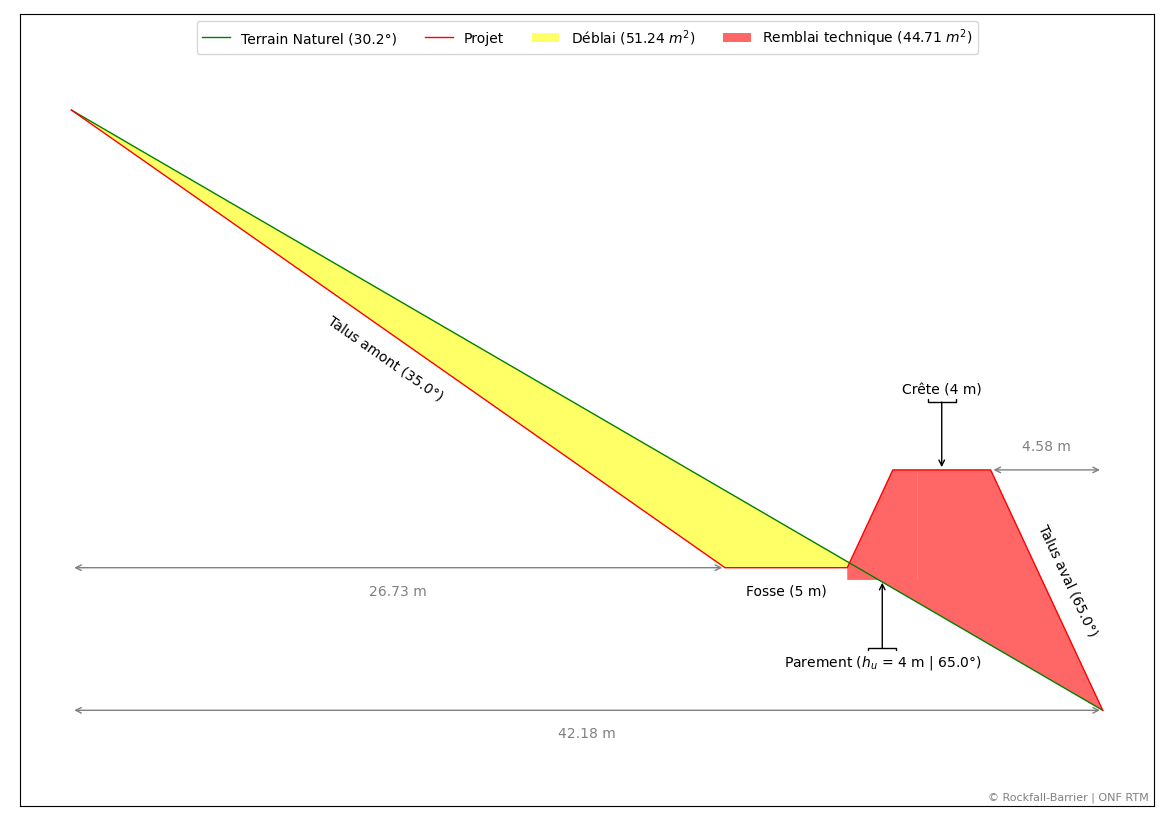 Terrain Naturel (30.2°) Projet Déblai (51.24 m²) Remblai technique (44.71 m²)
Talus amont (35.0°)
Crête (4 m)
4.58 m
Talus aval (65.0°)
26.73 m
Fosse (5 m)
Parement (hᵤ = 4 m | 65.0°)
42.18 m
© Rockfall-Barrier | ONF RTM